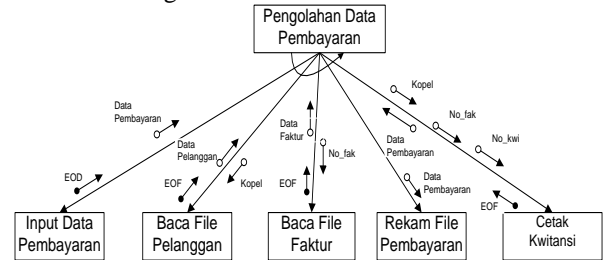 Pengolahan Data
Pembayaran
Kopel
Data
Pembayaran
No_fak
Data
Faktur
No_kwi
Data
Pelanggan
Data
Pembayaran
No_fak
EOD
EOF
Kopel
EOF
Data
Pembayaran
EOF
Input Data
Pembayaran
Baca File
Pelanggan
Baca File
Faktur
Rekam File
Pembayaran
Cetak
Kwitansi